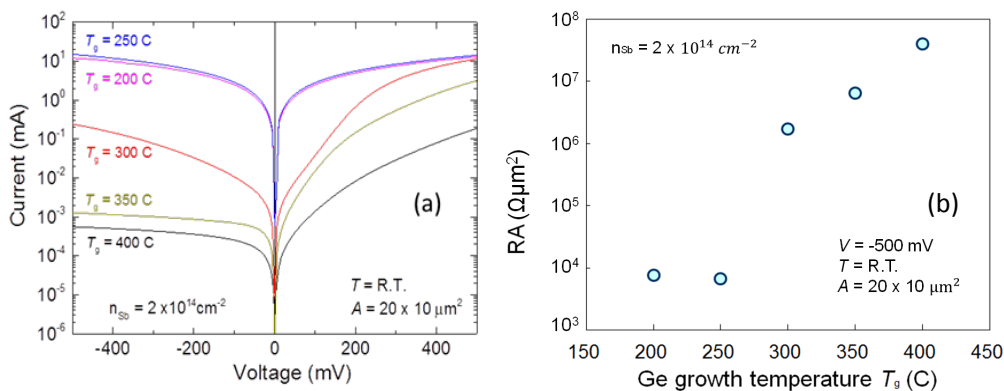 10²
10¹
10⁰
10⁻¹
10⁻²
10⁻³
10⁻⁴
10⁻⁵
10⁻⁶
Current (mA)
T_g = 250 C
T_g = 200 C
T_g = 300 C
T_g = 350 C
T_g = 400 C
(a)
T = R.T.
n_Sb = 2 x10¹⁴cm⁻²
A = 20 x 10 μm²
-400 -200 0 200 400
Voltage (mV)
10⁸
10⁷
10⁶
10⁵
10⁴
10³
RA (Ωμm²)
n_Sb = 2 x 10¹⁴ cm⁻²
(b)
V = -500 mV
T = R.T.
A = 20 x 10 μm²
150 200 250 300 350 400 450
Ge growth temperature T_g (C)